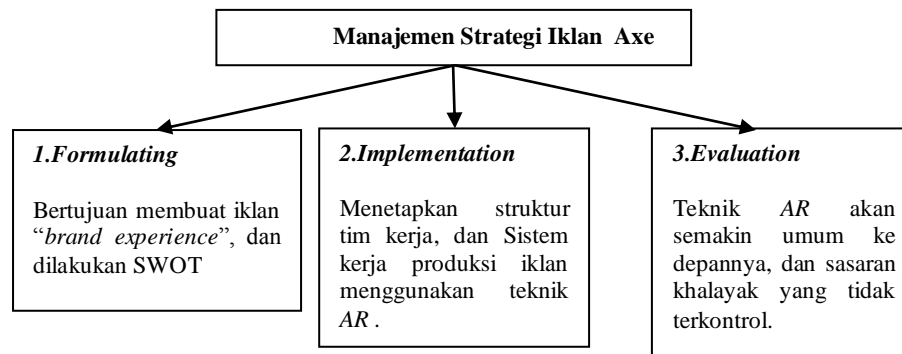 Manajemen Strategi Iklan Axe
1.Formulating
Bertujuan membuat iklan
“brand experience”, dan
dilakukan SWOT
2.Implementation
Menetapkan struktur
tim kerja, dan Sistem
kerja produksi iklan
menggunakan teknik
AR .
3.Evaluation
Teknik AR akan
semakin umum ke
depannya, dan sasaran
khalayak yang tidak
terkontrol.